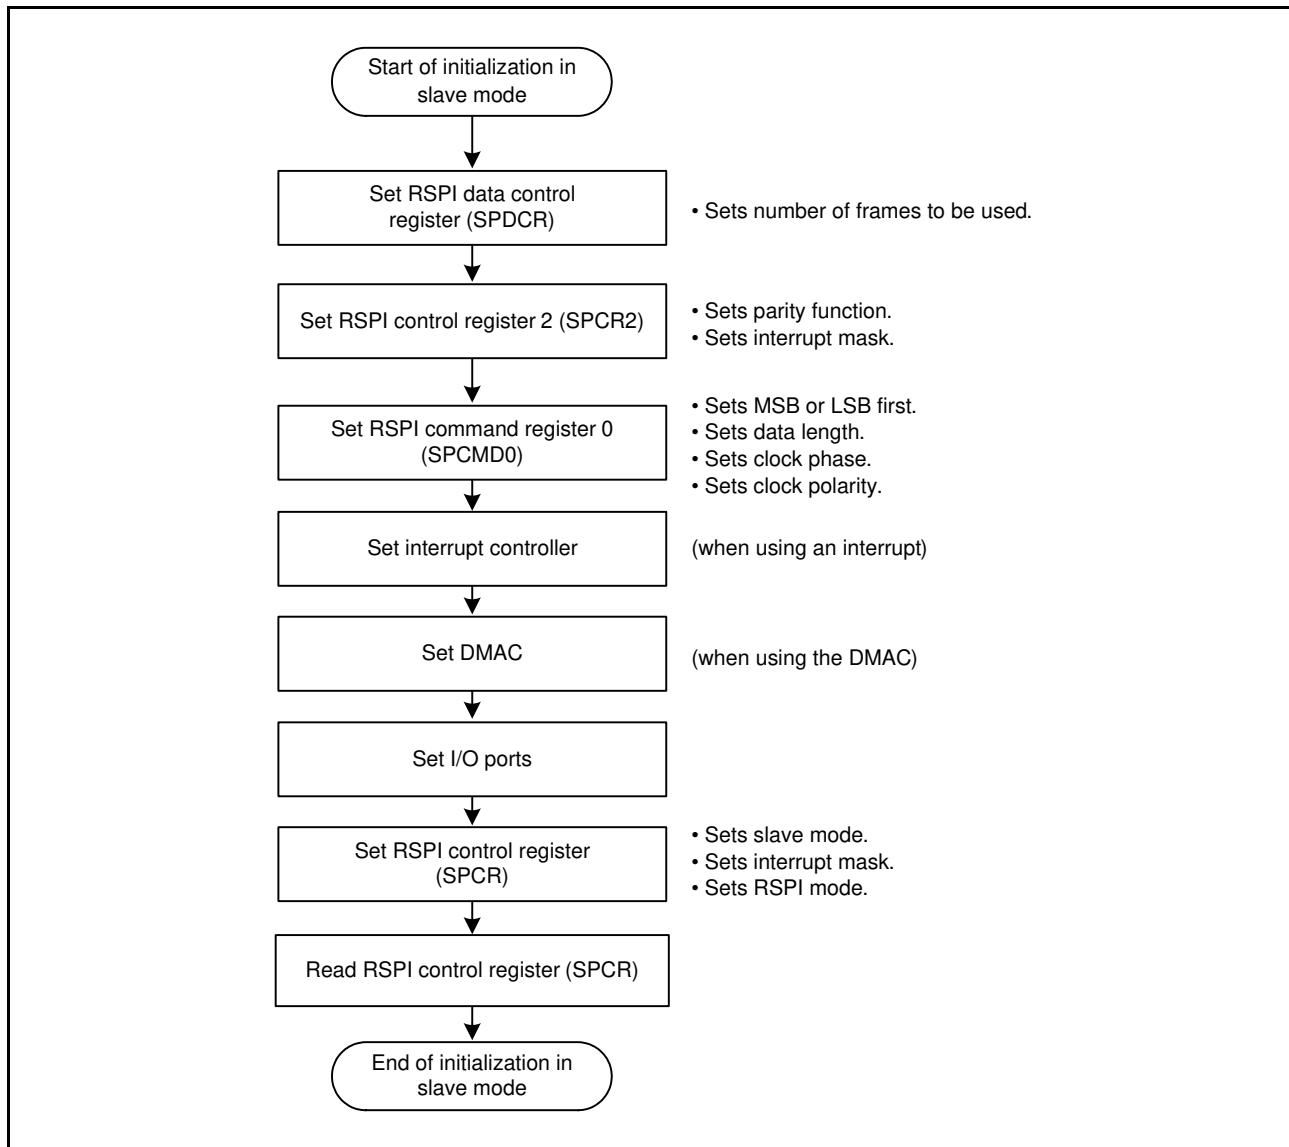 Start of initialization in
slave mode
Set RSPI data control
register (SPDCR)
• Sets number of frames to be used.
Set RSPI control register 2 (SPCR2)
• Sets parity function.
• Sets interrupt mask.
Set RSPI command register 0
(SPCMD0)
• Sets MSB or LSB first.
• Sets data length.
• Sets clock phase.
• Sets clock polarity.
Set interrupt controller
(when using an interrupt)
Set DMAC
(when using the DMAC)
Set I/O ports
Set RSPI control register
(SPCR)
• Sets slave mode.
• Sets interrupt mask.
• Sets RSPI mode.
Read RSPI control register (SPCR)
End of initialization in
slave mode